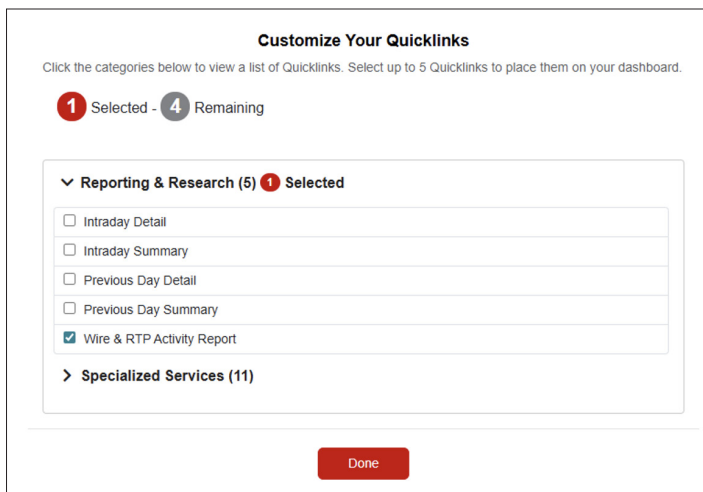 Customize Your Quicklinks
Click the categories below to view a list of Quicklinks. Select up to 5 Quicklinks to place them on your dashboard.
1 Selected - 4 Remaining
Reporting & Research (5) 1 Selected
Intraday Detail
Intraday Summary
Previous Day Detail
Previous Day Summary
Wire & RTP Activity Report
Specialized Services (11)
Done